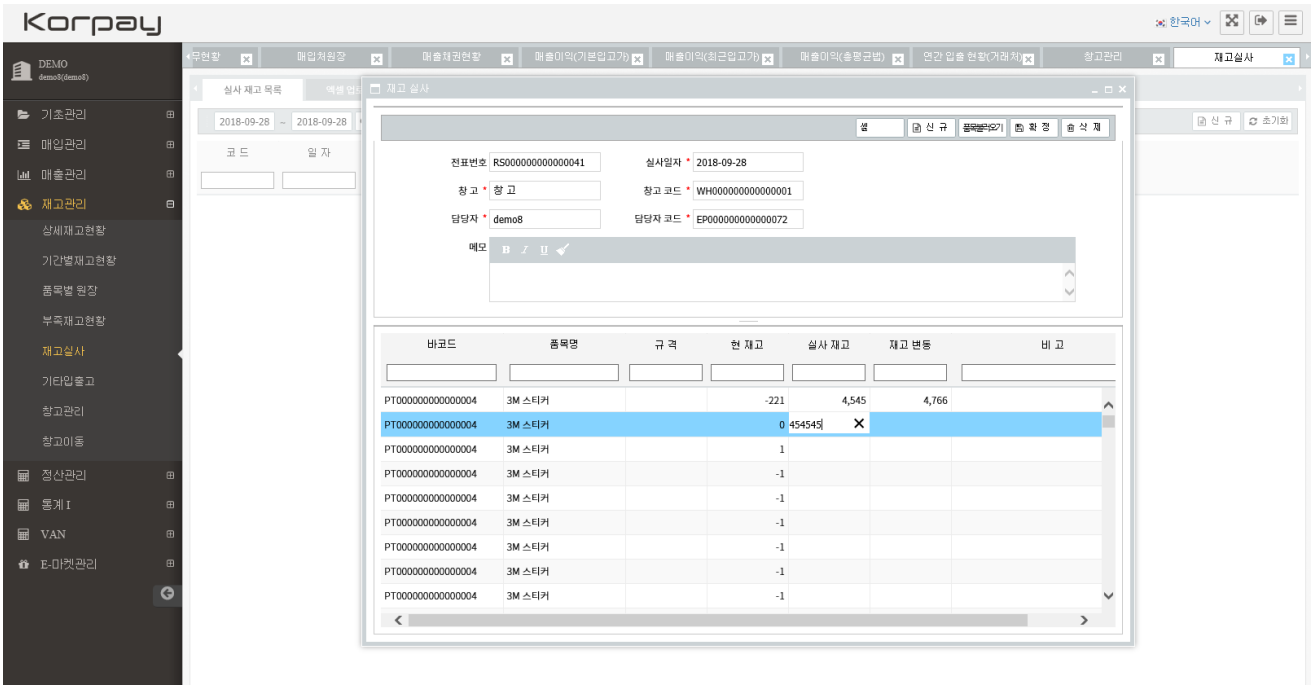 Korpay
한국어
DEMO
demo8(demo8)
무현황 매입처원장 매출채권현황 매출이익(기본입고가) 매출이익(최근입고가) 매출이익(총평균법) 연간 입출 현황(거래처) 창고관리 재고실사
실사 재고 목록 엑셀 업로
2018-09-28 – 2018-09-28 신 규 초기화
코 드 일 자
기초관리
매입관리
매출관리
재고관리
상세재고현황
기간별재고현황
품목별 원장
부족재고현황
재고실사
기타입출고
창고관리
창고이동
정산관리
통계 I
VAN
E-마켓관리
재고 실사
셀 신 규 품목불러오기 확 정 삭 제
전표번호 RS000000000000041 실사일자 * 2018-09-28
창 고 * 창 고 창고 코드 * WH000000000000001
담당자 * demo8 담당자 코드 * EP000000000000072
메모 B I U
바코드 품목명 규 격 현 재고 실사 재고 재고 변동 비 고
PT000000000000004 3M 스티커 -221 4,545 4,766
PT000000000000004 3M 스티커 0 454545
PT000000000000004 3M 스티커 1
PT000000000000004 3M 스티커 -1
PT000000000000004 3M 스티커 -1
PT000000000000004 3M 스티커 -1
PT000000000000004 3M 스티커 -1
PT000000000000004 3M 스티커 -1
PT000000000000004 3M 스티커 -1